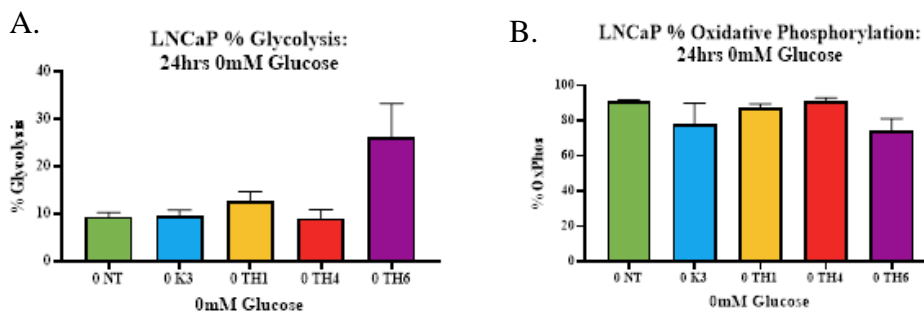 A.
LNCaP % Glycolysis:
24hrs 0mM Glucose
% Glycolysis
40
30
20
10
0
0 NT 0 K3 0 TH1 0 TH4 0 TH6
0mM Glucose
B.
LNCaP % Oxidative Phosphorylation:
24hrs 0mM Glucose
% OxPhos
100
80
60
40
20
0
0 NT 0 K3 0 TH1 0 TH4 0 TH6
0mM Glucose